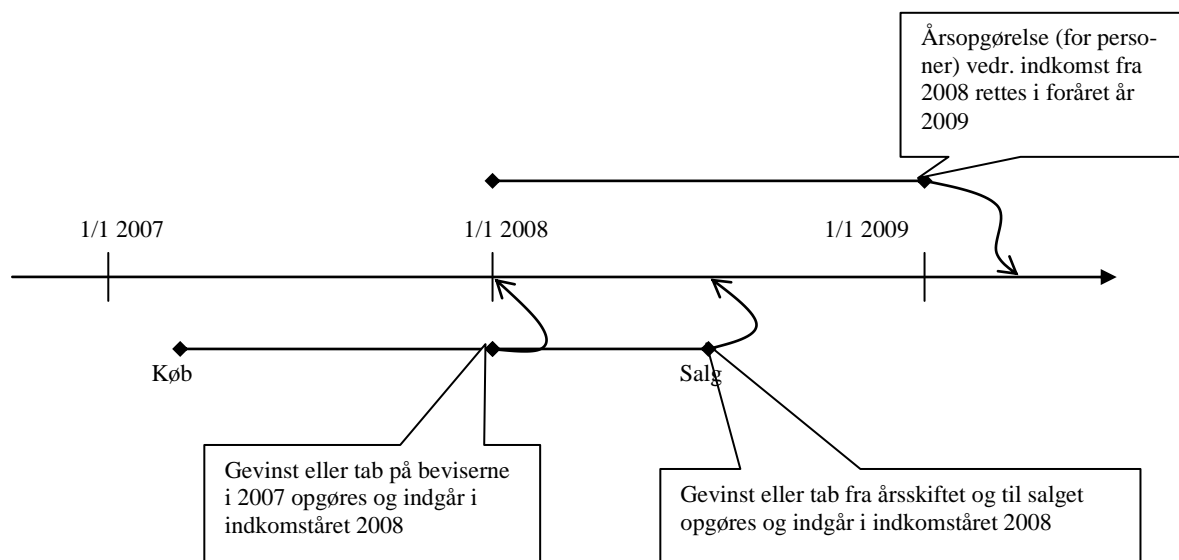 Årsopgørelse (for perso-
ner) vedr. indkomst fra
2008 rettes i foråret år
2009
1/1 2007
1/1 2008
1/1 2009
Køb
Salg
Gevinst eller tab på beviserne
i 2007 opgøres og indgår i
indkomståret 2008
Gevinst eller tab fra årsskiftet og til salget
opgøres og indgår i indkomståret 2008